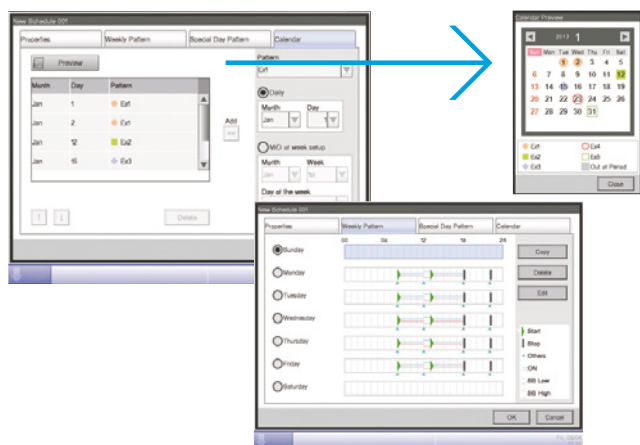 New Schedule 001
Properties Weekly Pattern Special Day Pattern Calendar
Preview
Month Day Pattern
Jan 1 Ex1
Jan 2 Ex1
Jan 12 Ex2
Jan 15 Ex3
Add
<<
Pattern
Ex1
Daily
Month Day
Jan 1
M/D of week setup
Month Week
Jan 1st
Day of the week
Delete
Calendar Preview
2013 1
Sun Mon Tue Wed Thu Fri Sat
1 2 3 4 5
6 7 8 9 10 11 12
13 14 15 16 17 18 19
20 21 22 23 24 25 26
27 28 29 30 31
Ex1 Ex4
Ex2 Ex5
Ex3 Out of Period
Close
New Schedule 001
Properties Weekly Pattern Special Day Pattern Calendar
00 06 12 18 24
Sunday
Monday
Tuesday
Wednesday
Thursday
Friday
Saturday
Copy
Delete
Edit
Start
Stop
Others
ON
BB Low
BB High
OK Cancel